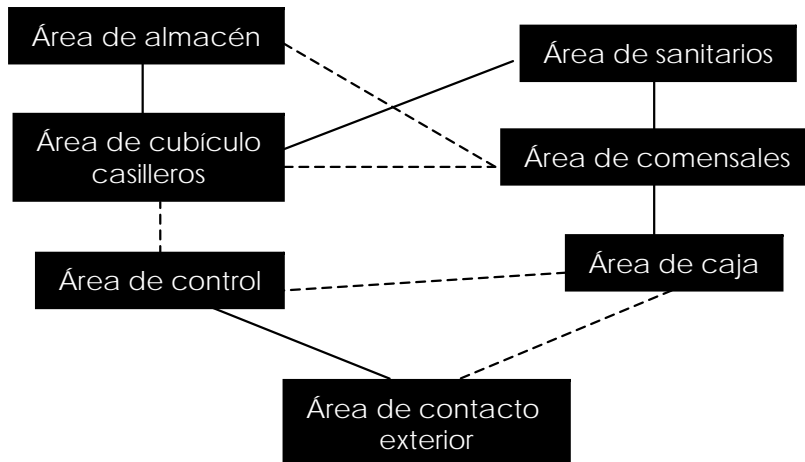 Área de almacén
Área de sanitarios
Área de cubículo
casilleros
Área de comensales
Área de control
Área de caja
Área de contacto
exterior